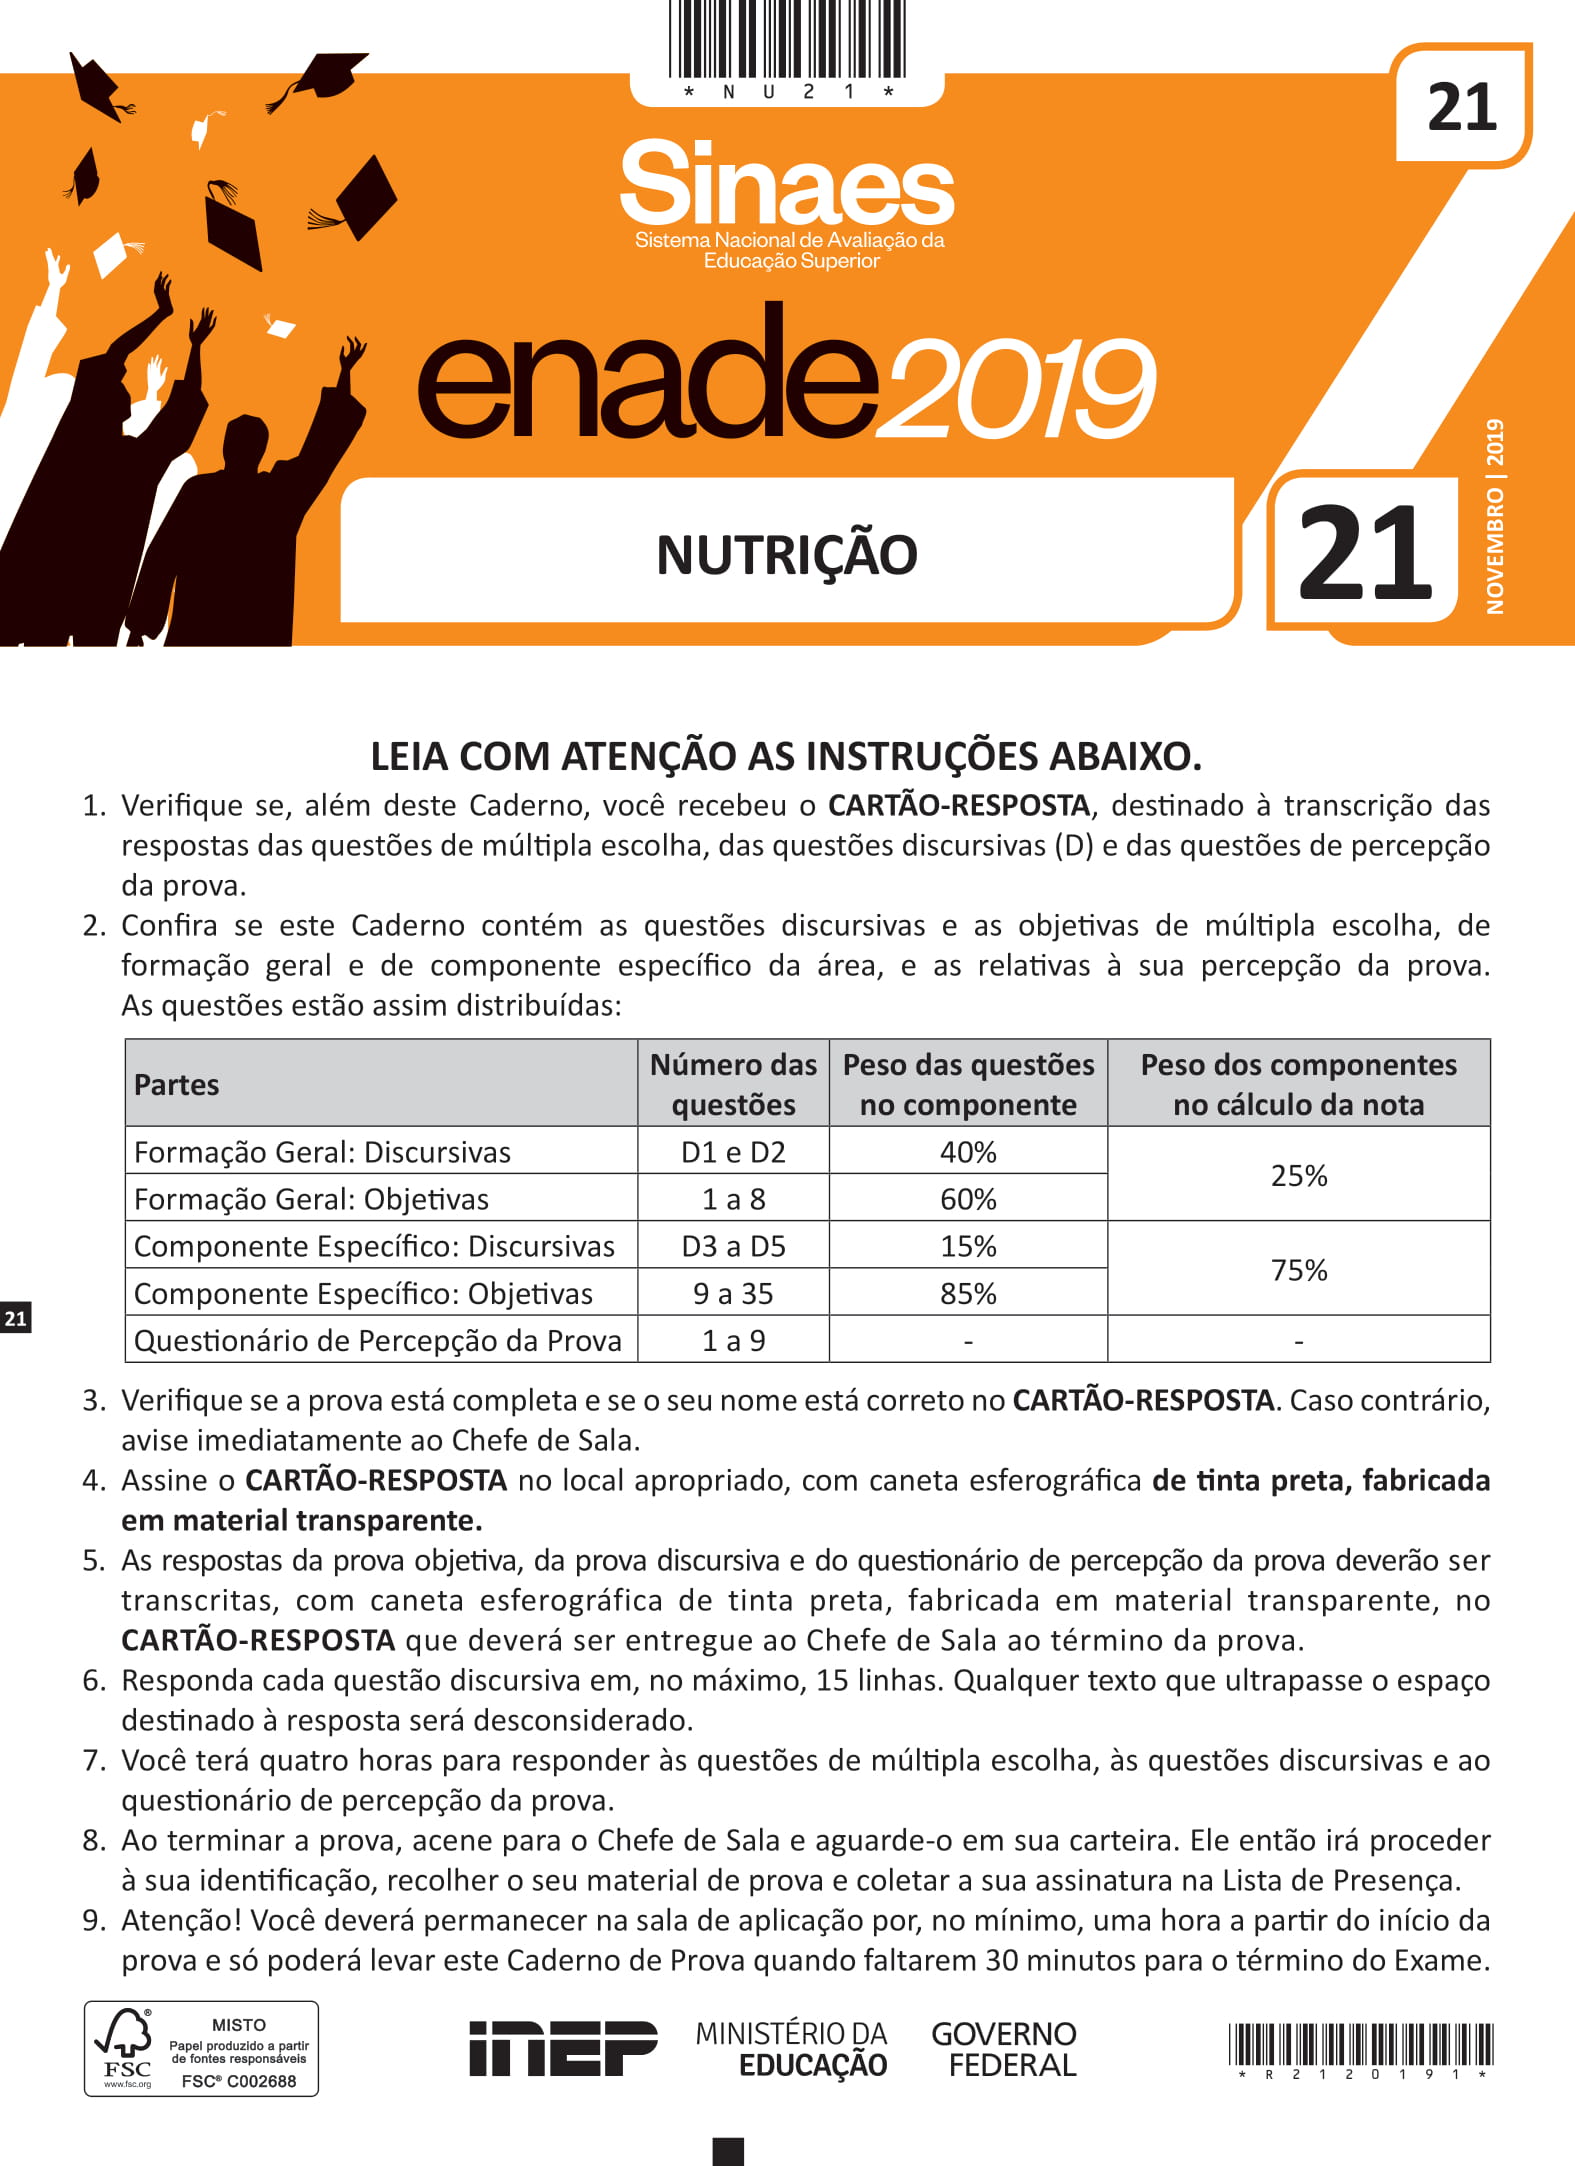 * N U 2 1 *
21
Sinaes
Sistema Nacional de Avaliação da
Educação Superior
enade2019
NUTRIÇÃO
21
NOVEMBRO | 2019
LEIA COM ATENÇÃO AS INSTRUÇÕES ABAIXO.
1. Verifique se, além deste Caderno, você recebeu o CARTÃO-RESPOSTA, destinado à transcrição das
respostas das questões de múltipla escolha, das questões discursivas (D) e das questões de percepção
da prova.
2. Confira se este Caderno contém as questões discursivas e as objetivas de múltipla escolha, de
formação geral e de componente específico da área, e as relativas à sua percepção da prova.
As questões estão assim distribuídas:
Partes
Número das
questões
Peso das questões
no componente
Peso dos componentes
no cálculo da nota
Formação Geral: Discursivas D1 e D2 40%
25%
Formação Geral: Objetivas 1 a 8 60%
Componente Específico: Discursivas D3 a D5 15%
75%
Componente Específico: Objetivas 9 a 35 85%
Questionário de Percepção da Prova 1 a 9 - -
21
3. Verifique se a prova está completa e se o seu nome está correto no CARTÃO-RESPOSTA. Caso contrário,
avise imediatamente ao Chefe de Sala.
4. Assine o CARTÃO-RESPOSTA no local apropriado, com caneta esferográfica de tinta preta, fabricada
em material transparente.
5. As respostas da prova objetiva, da prova discursiva e do questionário de percepção da prova deverão ser
transcritas, com caneta esferográfica de tinta preta, fabricada em material transparente, no
CARTÃO-RESPOSTA que deverá ser entregue ao Chefe de Sala ao término da prova.
6. Responda cada questão discursiva em, no máximo, 15 linhas. Qualquer texto que ultrapasse o espaço
destinado à resposta será desconsiderado.
7. Você terá quatro horas para responder às questões de múltipla escolha, às questões discursivas e ao
questionário de percepção da prova.
8. Ao terminar a prova, acene para o Chefe de Sala e aguarde-o em sua carteira. Ele então irá proceder
à sua identificação, recolher o seu material de prova e coletar a sua assinatura na Lista de Presença.
9. Atenção! Você deverá permanecer na sala de aplicação por, no mínimo, uma hora a partir do início da
prova e só poderá levar este Caderno de Prova quando faltarem 30 minutos para o término do Exame.
®
FSC
www.fsc.org
MISTO
Papel produzido a partir
de fontes responsáveis
FSC® C002688
INEP
MINISTÉRIO DA
EDUCAÇÃO
GOVERNO
FEDERAL
* R 2 1 2 0 1 9 1 *